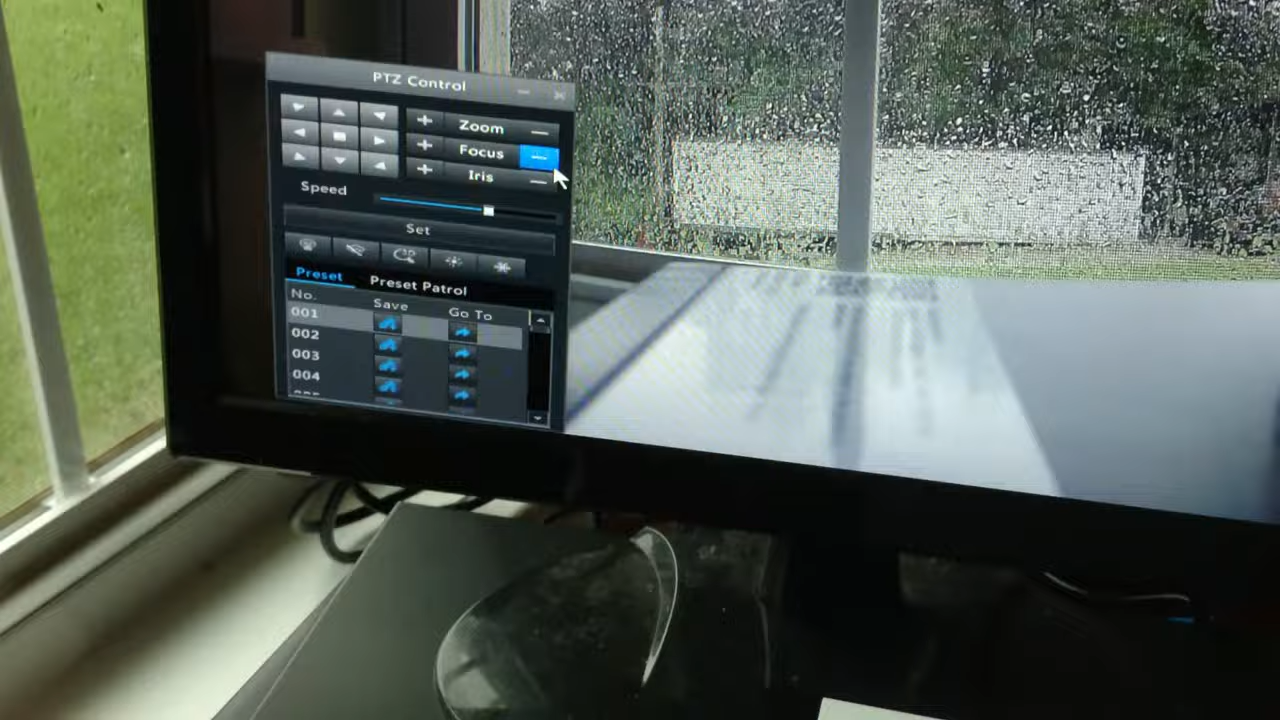 PTZ Control
Zoom
Focus
Iris
Speed
Set
Preset Preset Patrol
No. Save Go To
001
002
003
004